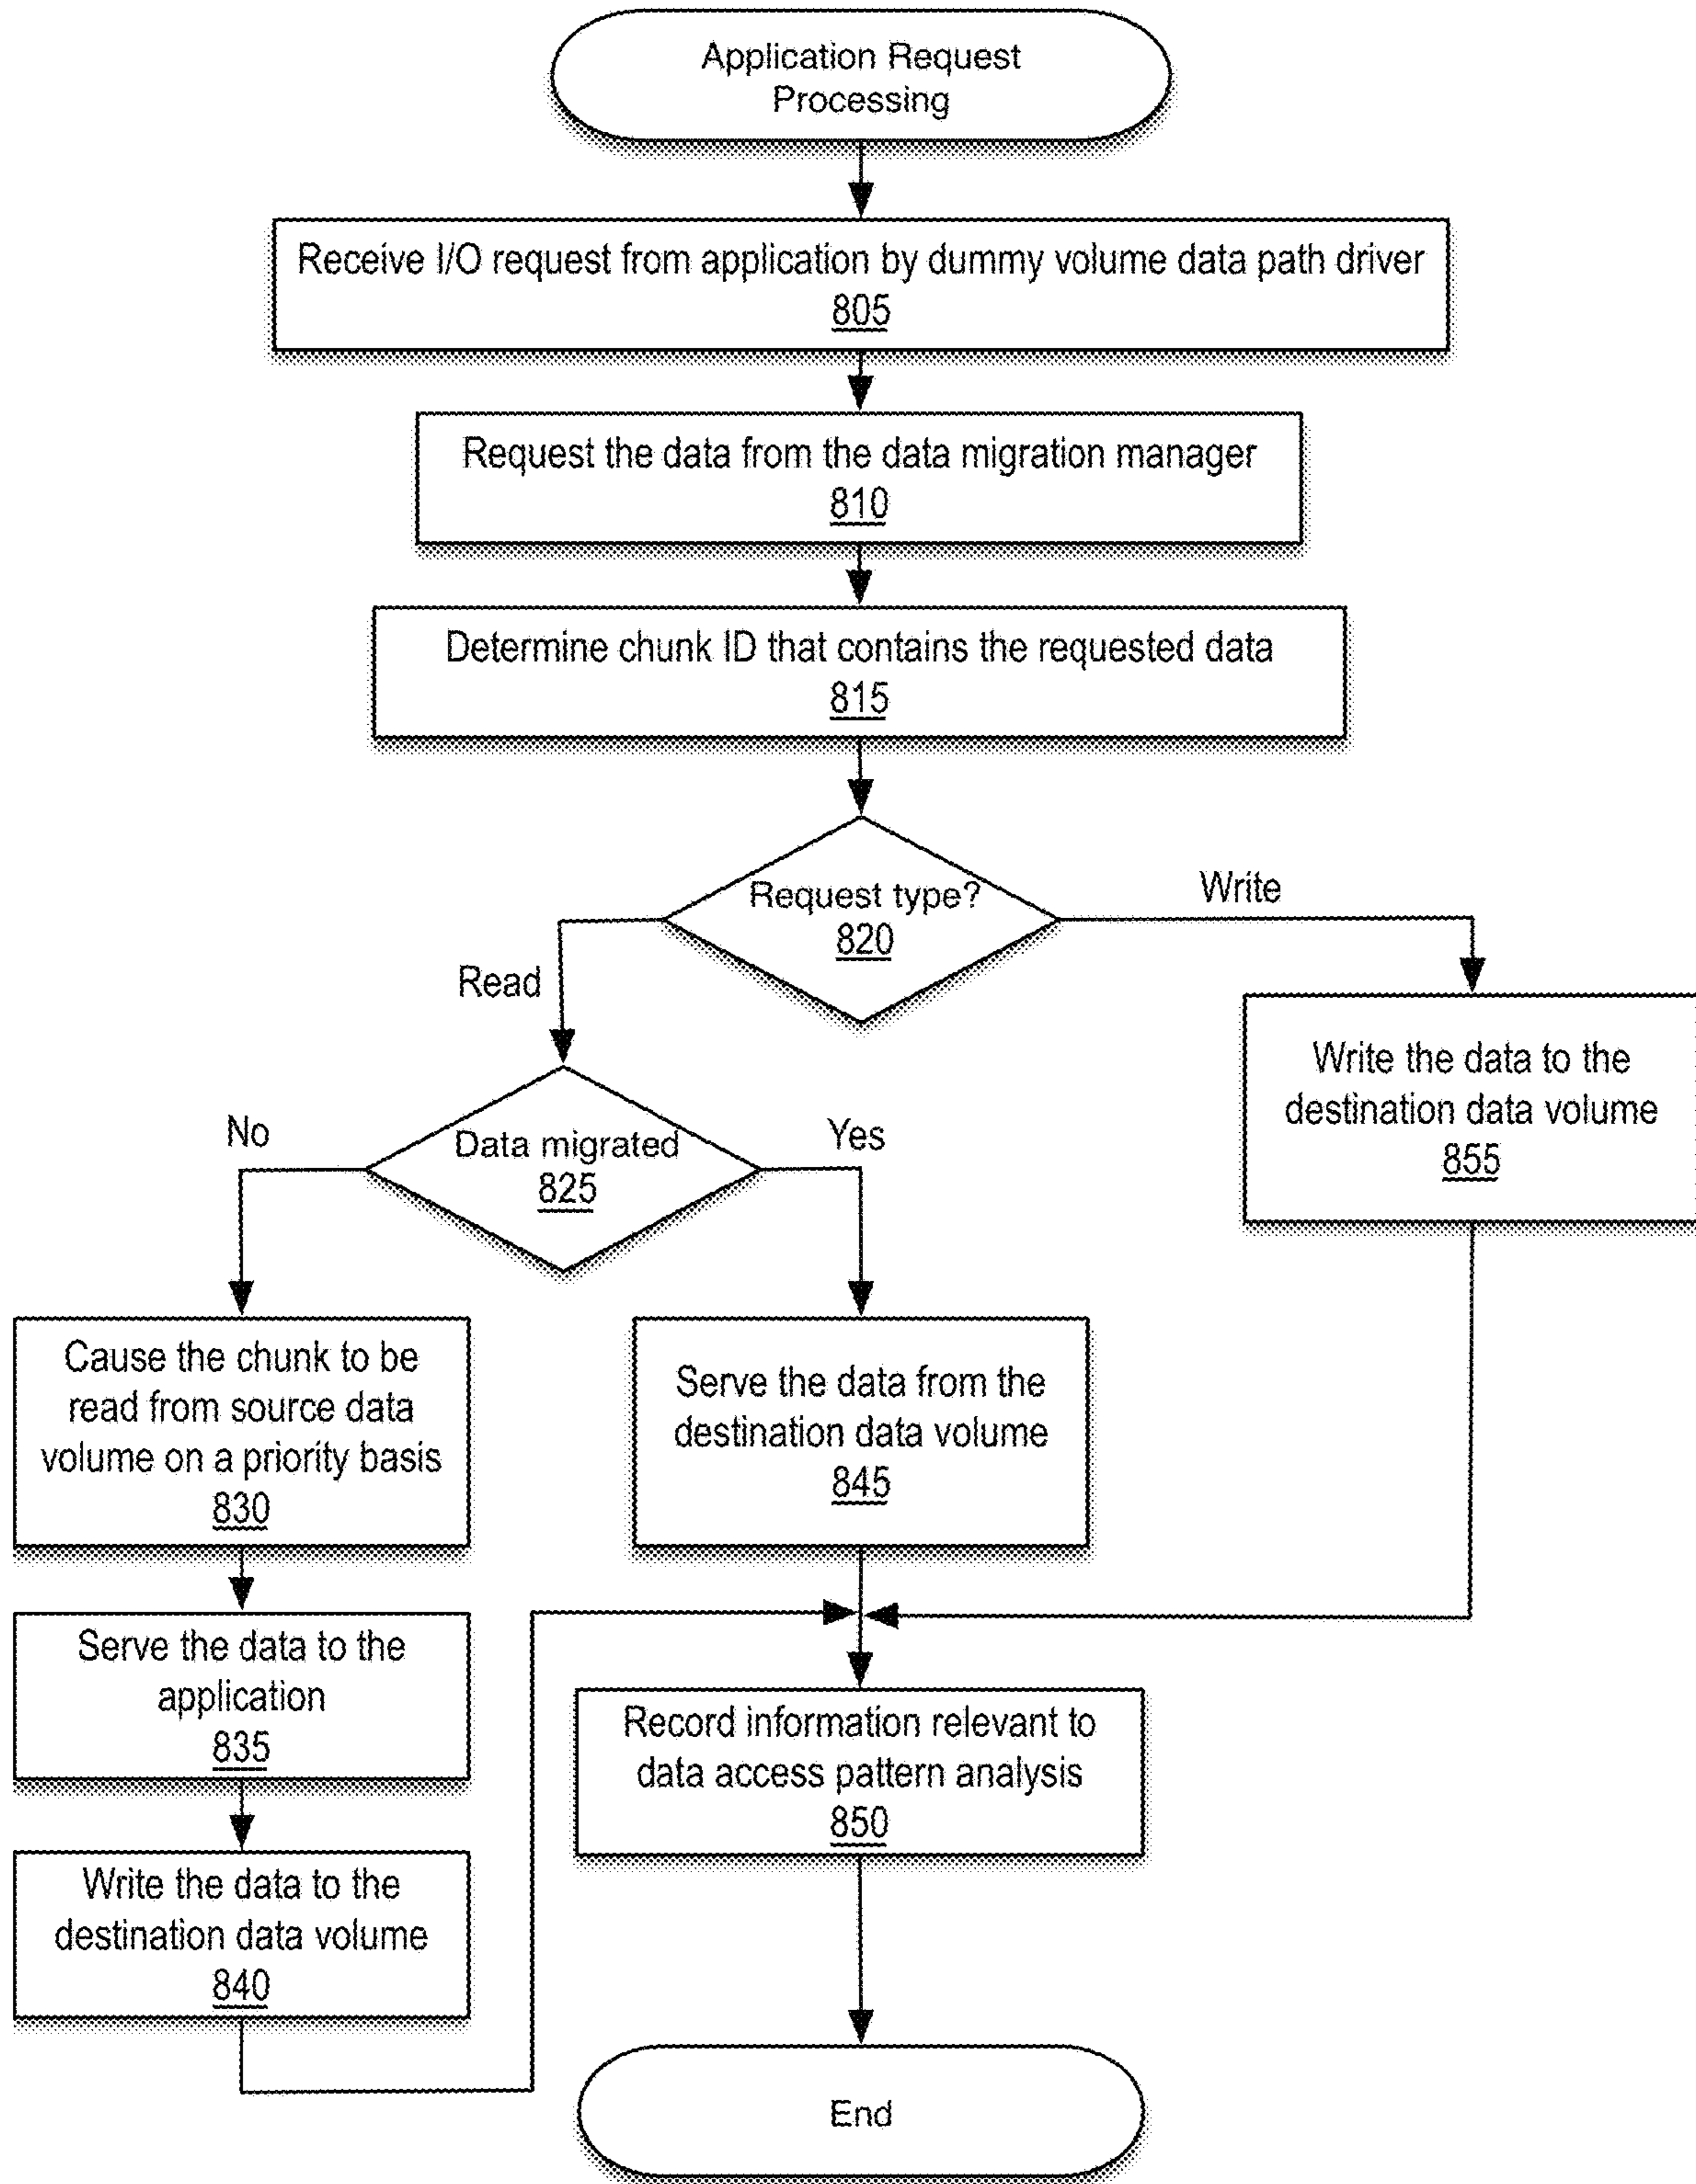 Application Request
Processing
Receive I/O request from application by dummy volume data path driver
805
Request the data from the data migration manager
810
Determine chunk ID that contains the requested data
815
Request type?
820
Write
Read
Write the data to the
destination data volume
855
No
Data migrated
825
Yes
Cause the chunk to be
read from source data
volume on a priority basis
830
Serve the data from the
destination data volume
845
Serve the data to the
application
835
Record information relevant to
data access pattern analysis
850
Write the data to the
destination data volume
840
End